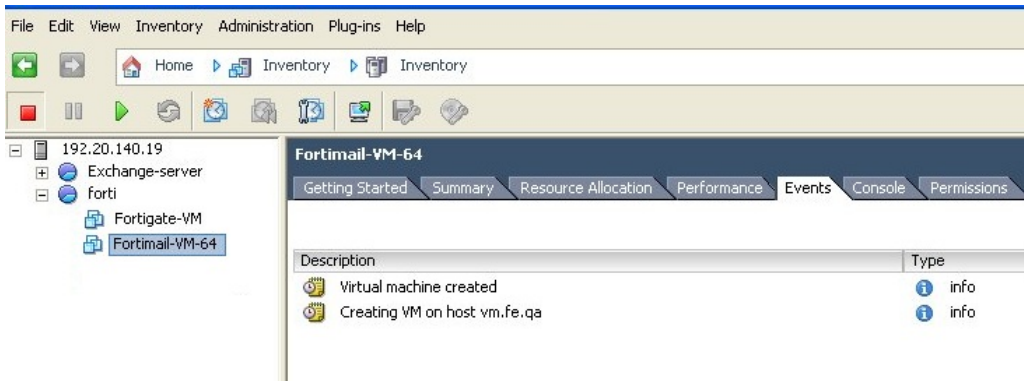 File Edit View Inventory Administration Plug-ins Help
Home Inventory Inventory
192.20.140.19
Exchange-server
forti
Fortigate-VM
Fortimail-VM-64
Fortimail-VM-64
Getting Started Summary Resource Allocation Performance Events Console Permissions
Description Type
Virtual machine created info
Creating VM on host vm.fe.qa info